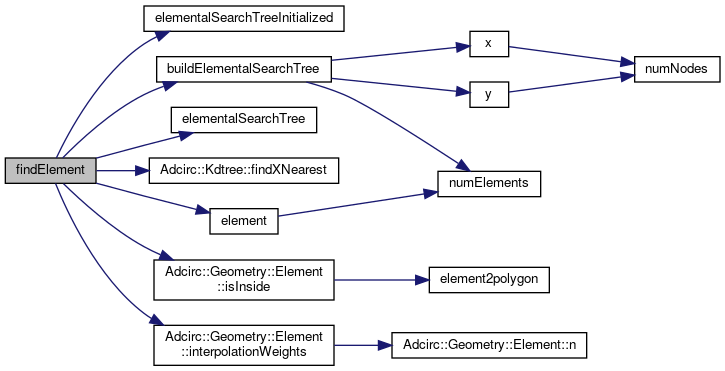 elementalSearchTreeInitialized
x
buildElementalSearchTree
numNodes
y
elementalSearchTree
findElement
Adcirc::Kdtree::findXNearest
numElements
element
Adcirc::Geometry::Element
::isInside
element2polygon
Adcirc::Geometry::Element
::interpolationWeights
Adcirc::Geometry::Element::n